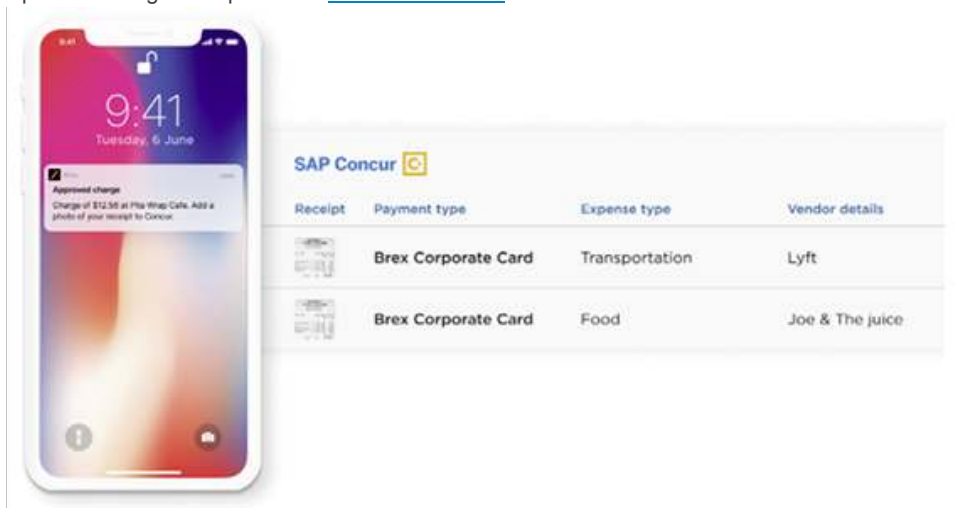 9:41
9:41
Tuesday, 6 June
Approved charge
Charge of $12.56 at Pita Wrap Cafe. Add a
photo of your receipt to Concur.
SAP Concur C
Receipt Payment type Expense type Vendor details
Brex Corporate Card Transportation Lyft
Brex Corporate Card Food Joe & The juice